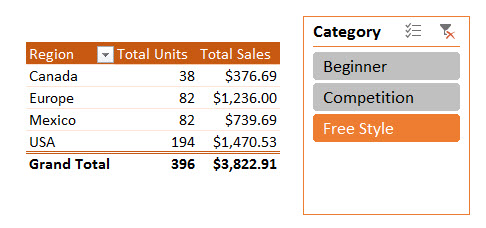 Region Total Units Total Sales
Canada 38 $376.69
Europe 82 $1,236.00
Mexico 82 $739.69
USA 194 $1,470.53
Grand Total 396 $3,822.91
Category
Beginner
Competition
Free Style